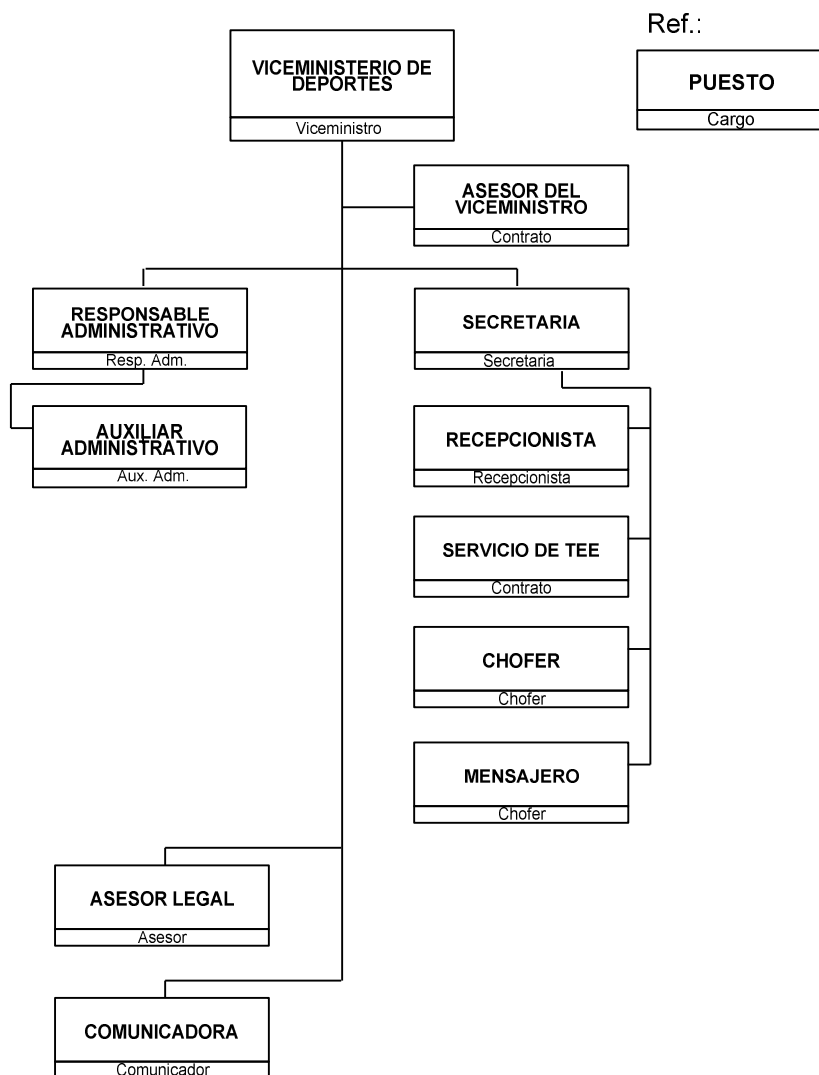 Ref.:
PUESTO
Cargo
VICEMINISTERIO DE
DEPORTES
Viceministro
ASESOR DEL
VICEMINISTRO
Contrato
RESPONSABLE
ADMINISTRATIVO
Resp. Adm.
SECRETARIA
Secretaria
AUXILIAR
ADMINISTRATIVO
Aux. Adm.
RECEPCIONISTA
Recepcionista
SERVICIO DE TEE
Contrato
CHOFER
Chofer
MENSAJERO
Chofer
ASESOR LEGAL
Asesor
COMUNICADORA
Comunicador